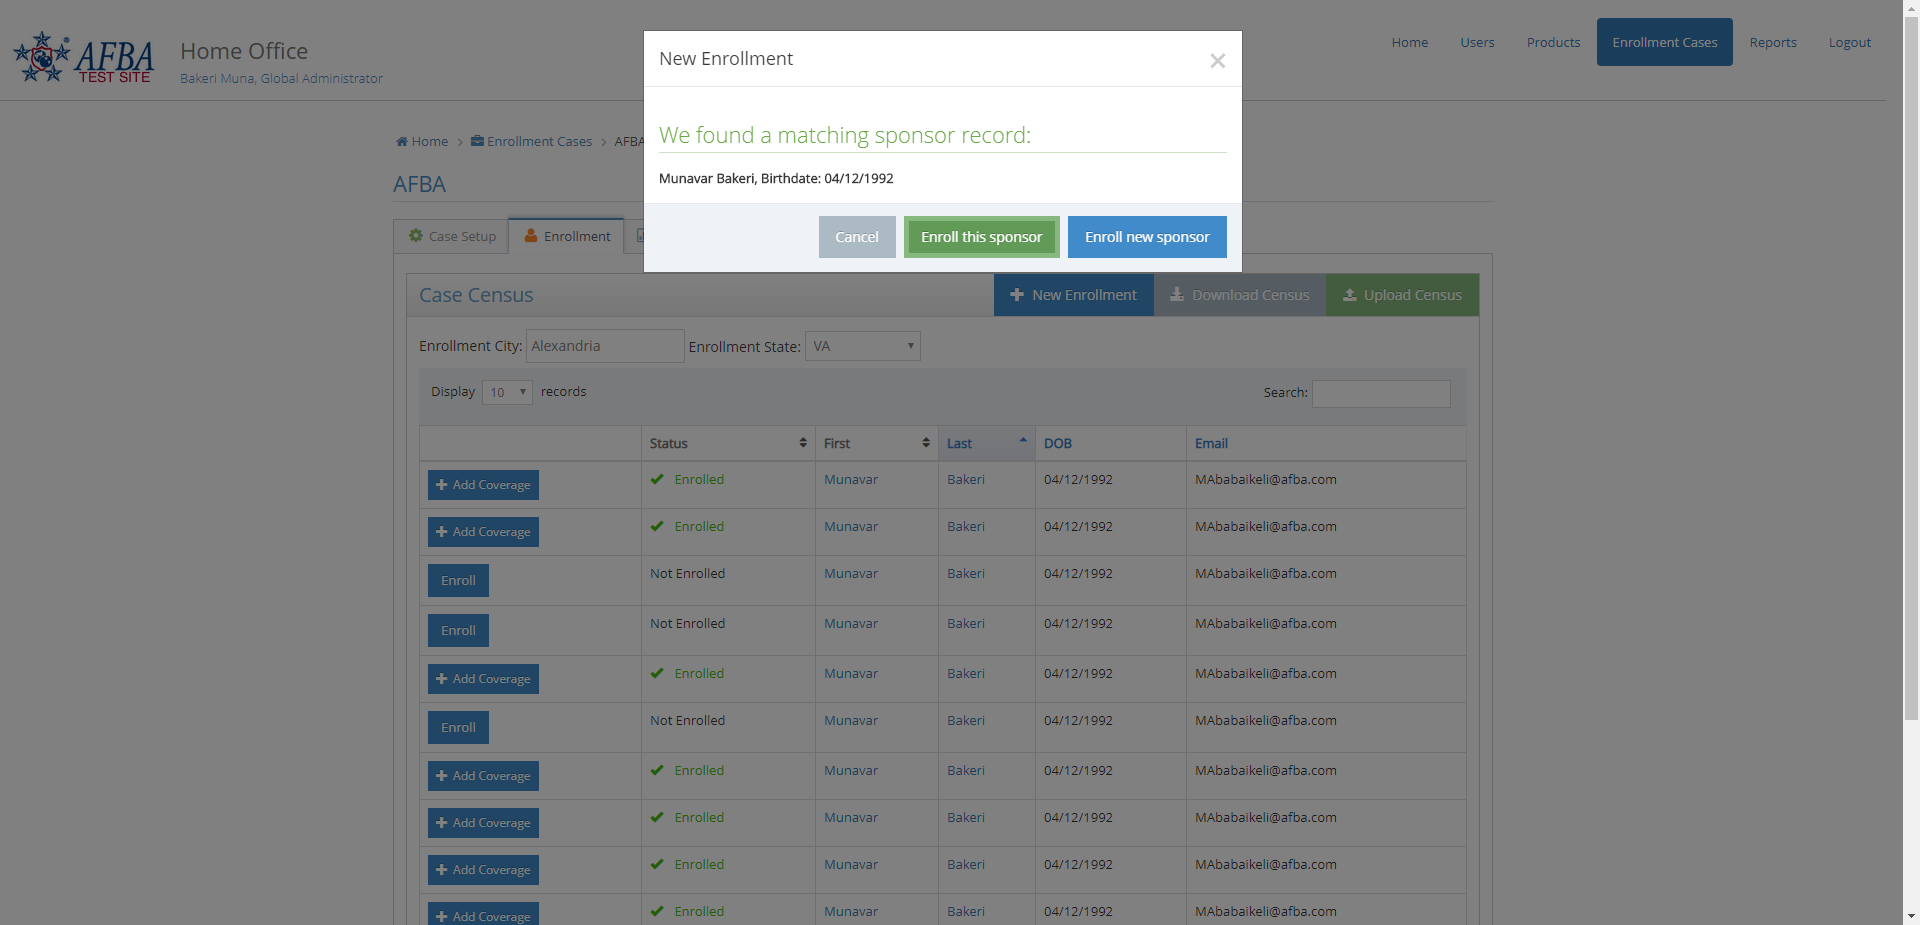 AFBA
TEST SITE
Home Office
Bakeri Muna, Global Administrator
Home Users Products Enrollment Cases Reports Logout
New Enrollment
×
We found a matching sponsor record:
Munavar Bakeri, Birthdate: 04/12/1992
Cancel Enroll this sponsor Enroll new sponsor
Home > Enrollment Cases > AFBA
AFBA
Case Setup Enrollment
Case Census New Enrollment Download Census Upload Census
Enrollment City: Alexandria Enrollment State: VA
Display 10 records Search:
Status First Last DOB Email
Add Coverage Enrolled Munavar Bakeri 04/12/1992 MAbabaikeli@afba.com
Add Coverage Enrolled Munavar Bakeri 04/12/1992 MAbabaikeli@afba.com
Enroll Not Enrolled Munavar Bakeri 04/12/1992 MAbabaikeli@afba.com
Enroll Not Enrolled Munavar Bakeri 04/12/1992 MAbabaikeli@afba.com
Add Coverage Enrolled Munavar Bakeri 04/12/1992 MAbabaikeli@afba.com
Enroll Not Enrolled Munavar Bakeri 04/12/1992 MAbabaikeli@afba.com
Add Coverage Enrolled Munavar Bakeri 04/12/1992 MAbabaikeli@afba.com
Add Coverage Enrolled Munavar Bakeri 04/12/1992 MAbabaikeli@afba.com
Add Coverage Enrolled Munavar Bakeri 04/12/1992 MAbabaikeli@afba.com
Add Coverage Enrolled Munavar Bakeri 04/12/1992 MAbabaikeli@afba.com